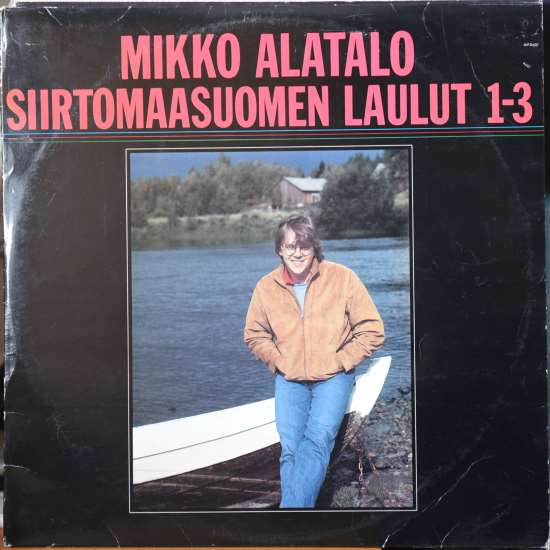 MIKKO ALATALO
SIIRTOMAASUOMEN LAULUT 1-3